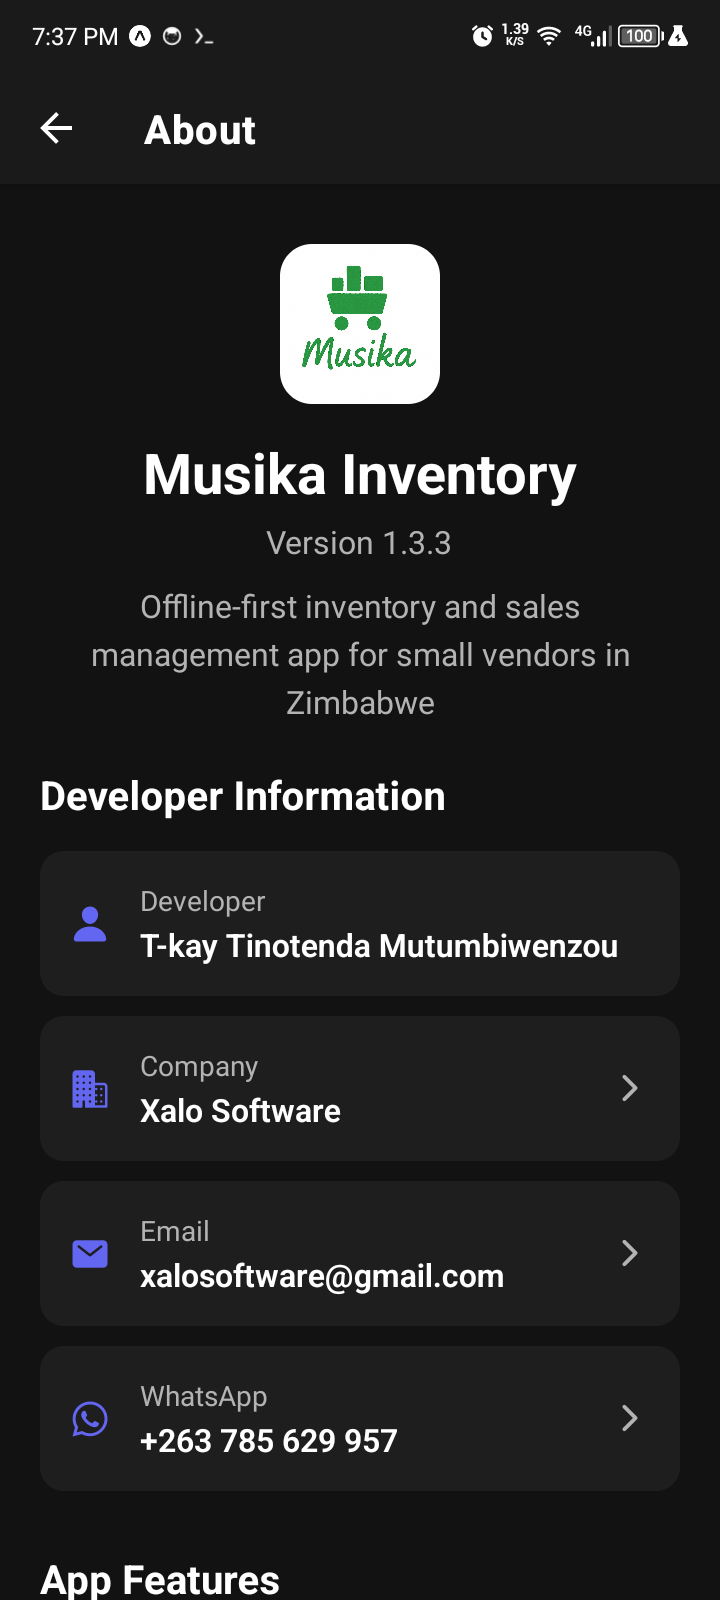 7:37 PM
1.39
K/S
4G
100
About
Musika
Musika Inventory
Version 1.3.3
Offline-first inventory and sales
management app for small vendors in
Zimbabwe
Developer Information
Developer
T-kay Tinotenda Mutumbiwenzou
Company
Xalo Software
Email
xalosoftware@gmail.com
WhatsApp
+263 785 629 957
App Features